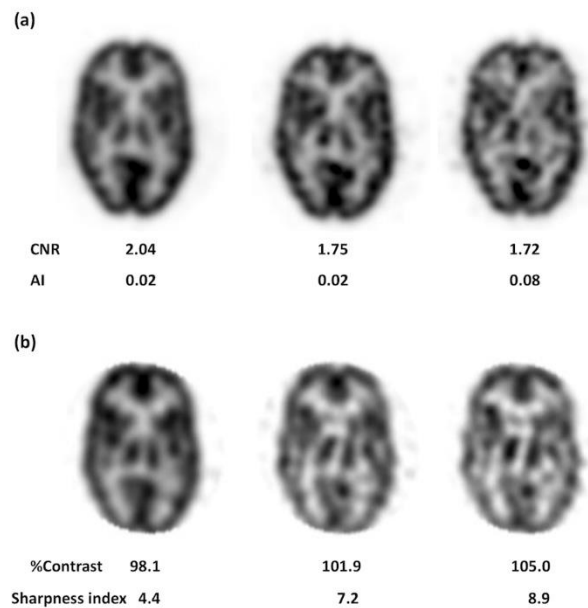 (a)
CNR 2.04 1.75 1.72
AI 0.02 0.02 0.08
(b)
%Contrast 98.1 101.9 105.0
Sharpness index 4.4 7.2 8.9